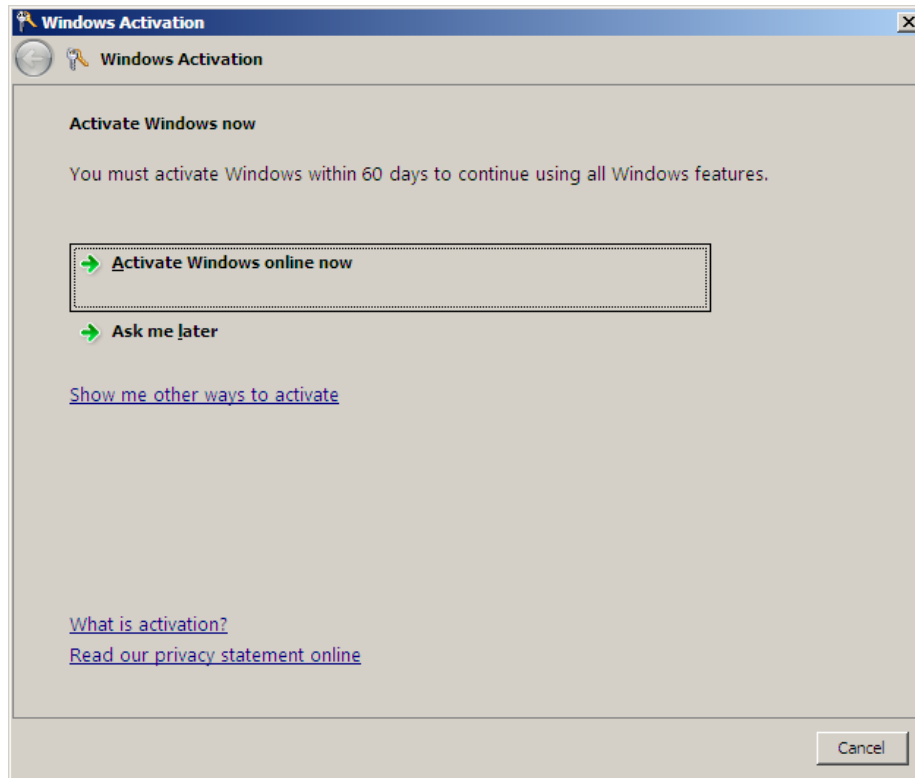 Windows Activation
Windows Activation
Activate Windows now
You must activate Windows within 60 days to continue using all Windows features.
Activate Windows online now
Ask me later
Show me other ways to activate
What is activation?
Read our privacy statement online
Cancel